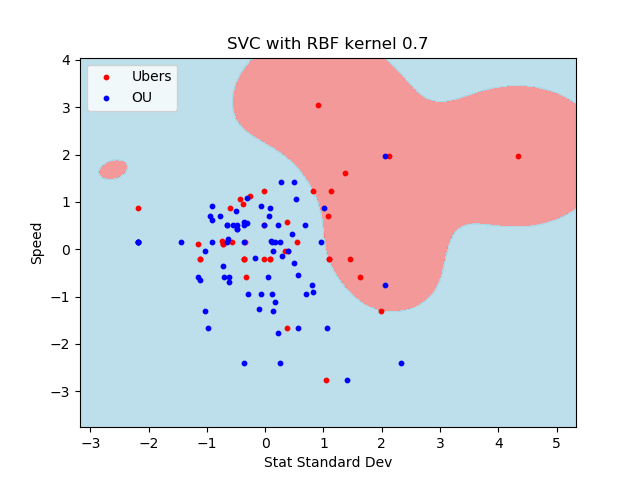 SVC with RBF kernel 0.7
Ubers
OU
4
3
2
1
0
−1
−2
−3
Speed
−3 −2 −1 0 1 2 3 4 5
Stat Standard Dev